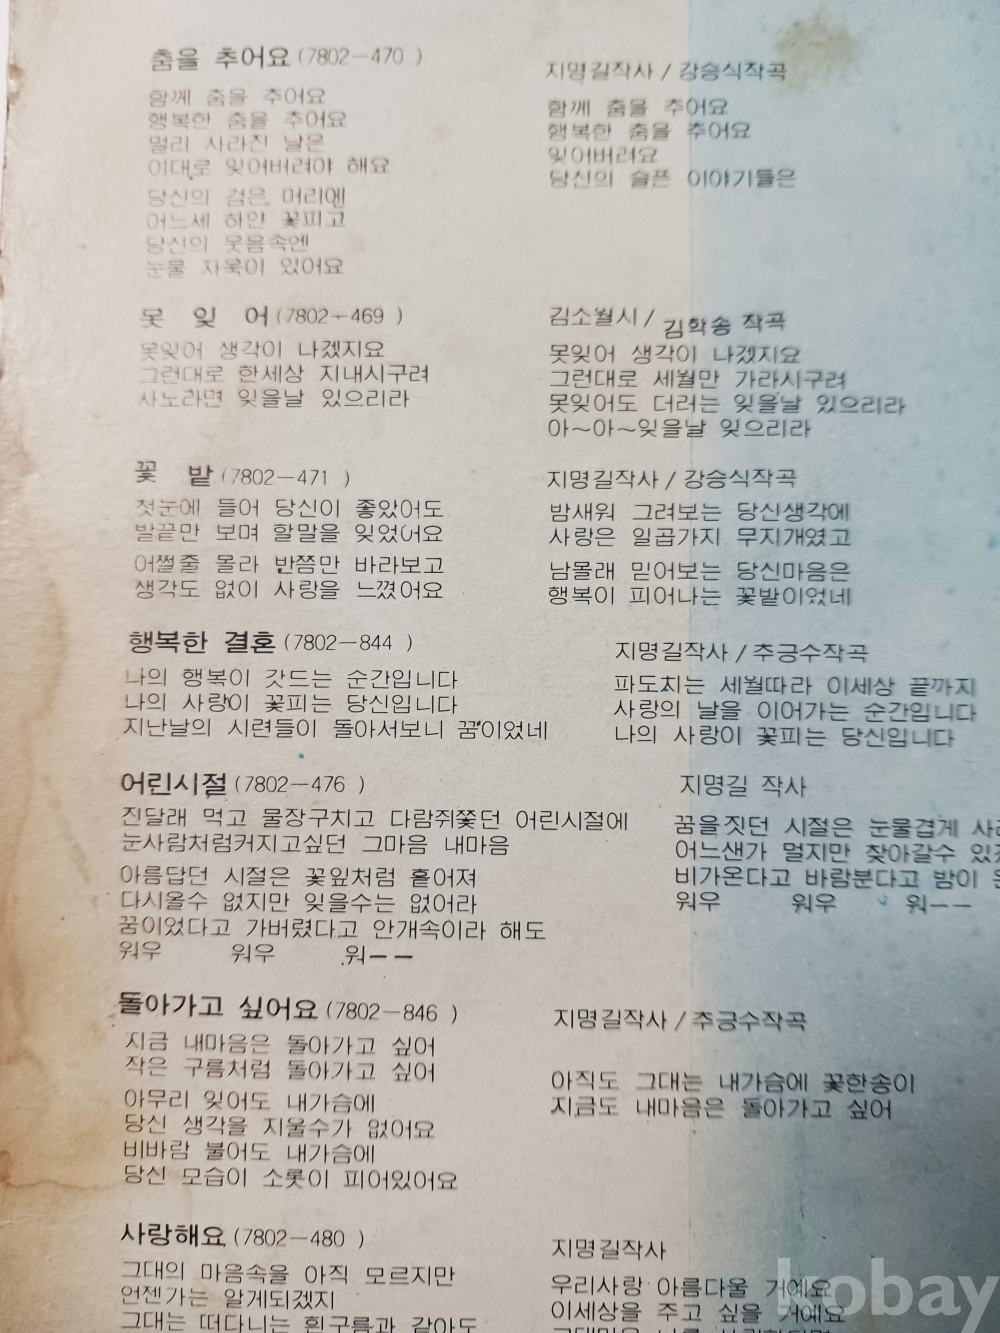 춤을 추어요 (7802-470 )
지명길작사 / 강승식작곡
함께 춤을 추어요
행복한 춤을 추어요
멀리 사라진 날은
이대로 잊어버려야 해요
당신의 검은 머리엔
어느세 하얀 꽃피고
당신의 웃음속엔
눈물 자욱이 있어요
함께 춤을 추어요
행복한 춤을 추어요
잊어버려요
당신의 슬픈 이야기들은
못 잊 어 (7802-469 )
김소월시 / 김학송 작곡
못잊어 생각이 나겠지요
그런대로 한세상 지내시구려
사노라면 잊을날 있으리라
못잊어 생각이 나겠지요
그런대로 세월만 가라시구려
못잊어도 더러는 잊을날 있으리라
아~아~잊을날 잊으리라
꽃 밭 (7802-471 )
지명길작사 / 강승식작곡
첫눈에 들어 당신이 좋았어도
발끝만 보며 할말을 잊었어요
어쩔줄 몰라 반쯤만 바라보고
생각도 없이 사랑을 느꼈어요
밤새워 그려보는 당신생각에
사랑은 일곱가지 무지개였고
남몰래 믿어보는 당신마음은
행복이 피어나는 꽃밭이었네
행복한 결혼 (7802-844 )
지명길작사 / 추긍수작곡
나의 행복이 갓드는 순간입니다
나의 사랑이 꽃피는 당신입니다
지난날의 시련들이 돌아서보니 꿈이었네
파도치는 세월따라 이세상 끝까지
사랑의 날을 이어가는 순간입니다
나의 사랑이 꽃피는 당신입니다
어린시절 (7802-476 )
지명길 작사
진달래 먹고 물장구치고 다람쥐쫓던 어린시절에
눈사람처럼커지고싶던 그마음 내마음
아름답던 시절은 꽃잎처럼 흩어져
다시올수 없지만 잊을수는 없어라
꿈이었다고 가버렸다고 안개속이라 해도
워우 워우 워--
꿈을짓던 시절은 눈물겹게
어느샌가 멀지만 찾아갈수
비가온다고 바람분다고 밤이
워우 워우 워--
돌아가고 싶어요 (7802-846 )
지명길작사 / 추긍수작곡
지금 내마음은 돌아가고 싶어
작은 구름처럼 돌아가고 싶어
아무리 잊어도 내가슴에
당신 생각을 지울수가 없어요
비바람 불어도 내가슴에
당신 모습이 소롯이 피어있어요
아직도 그대는 내가슴에 꽃한송이
지금도 내마음은 돌아가고 싶어
사랑해요 (7802-480 )
지명길작사
그대의 마음속을 아직 모르지만
언젠가는 알게되겠지
그대는 떠다니는 흰구름과 같아도
우리사랑 아름다울 거예요
이세상을 주고 싶을 거예요
kobay